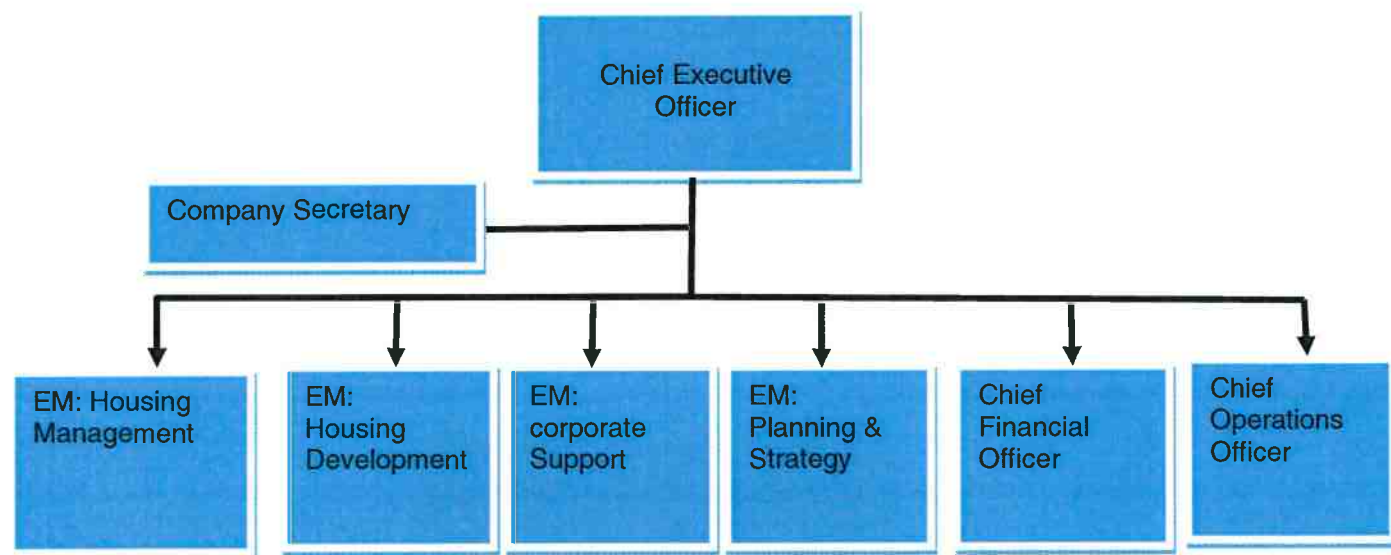 Chief Executive
Officer
Company Secretary
EM: Housing
Management
EM:
Housing
Development
EM:
corporate
Support
EM:
Planning &
Strategy
Chief
Financial
Officer
Chief
Operations
Officer